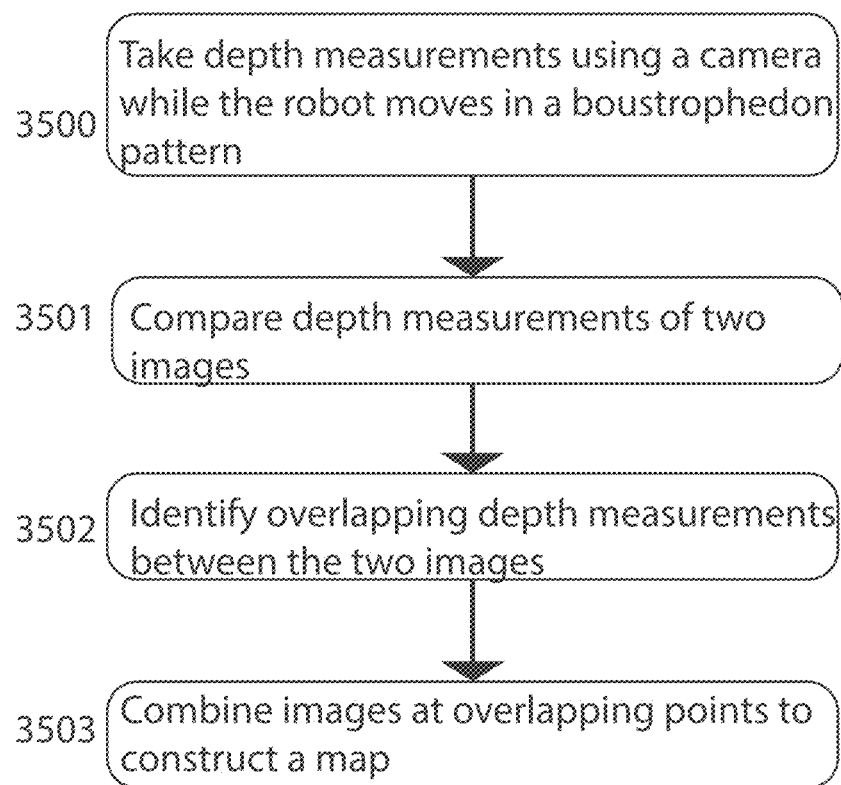 Take depth measurements using a camera
while the robot moves in a boustrophedon
3500
pattern
3501
Compare depth measurements of two
images
Identify overlapping depth measurements
3502
between the two images
Combine images at overlapping points to
3503
construct a map